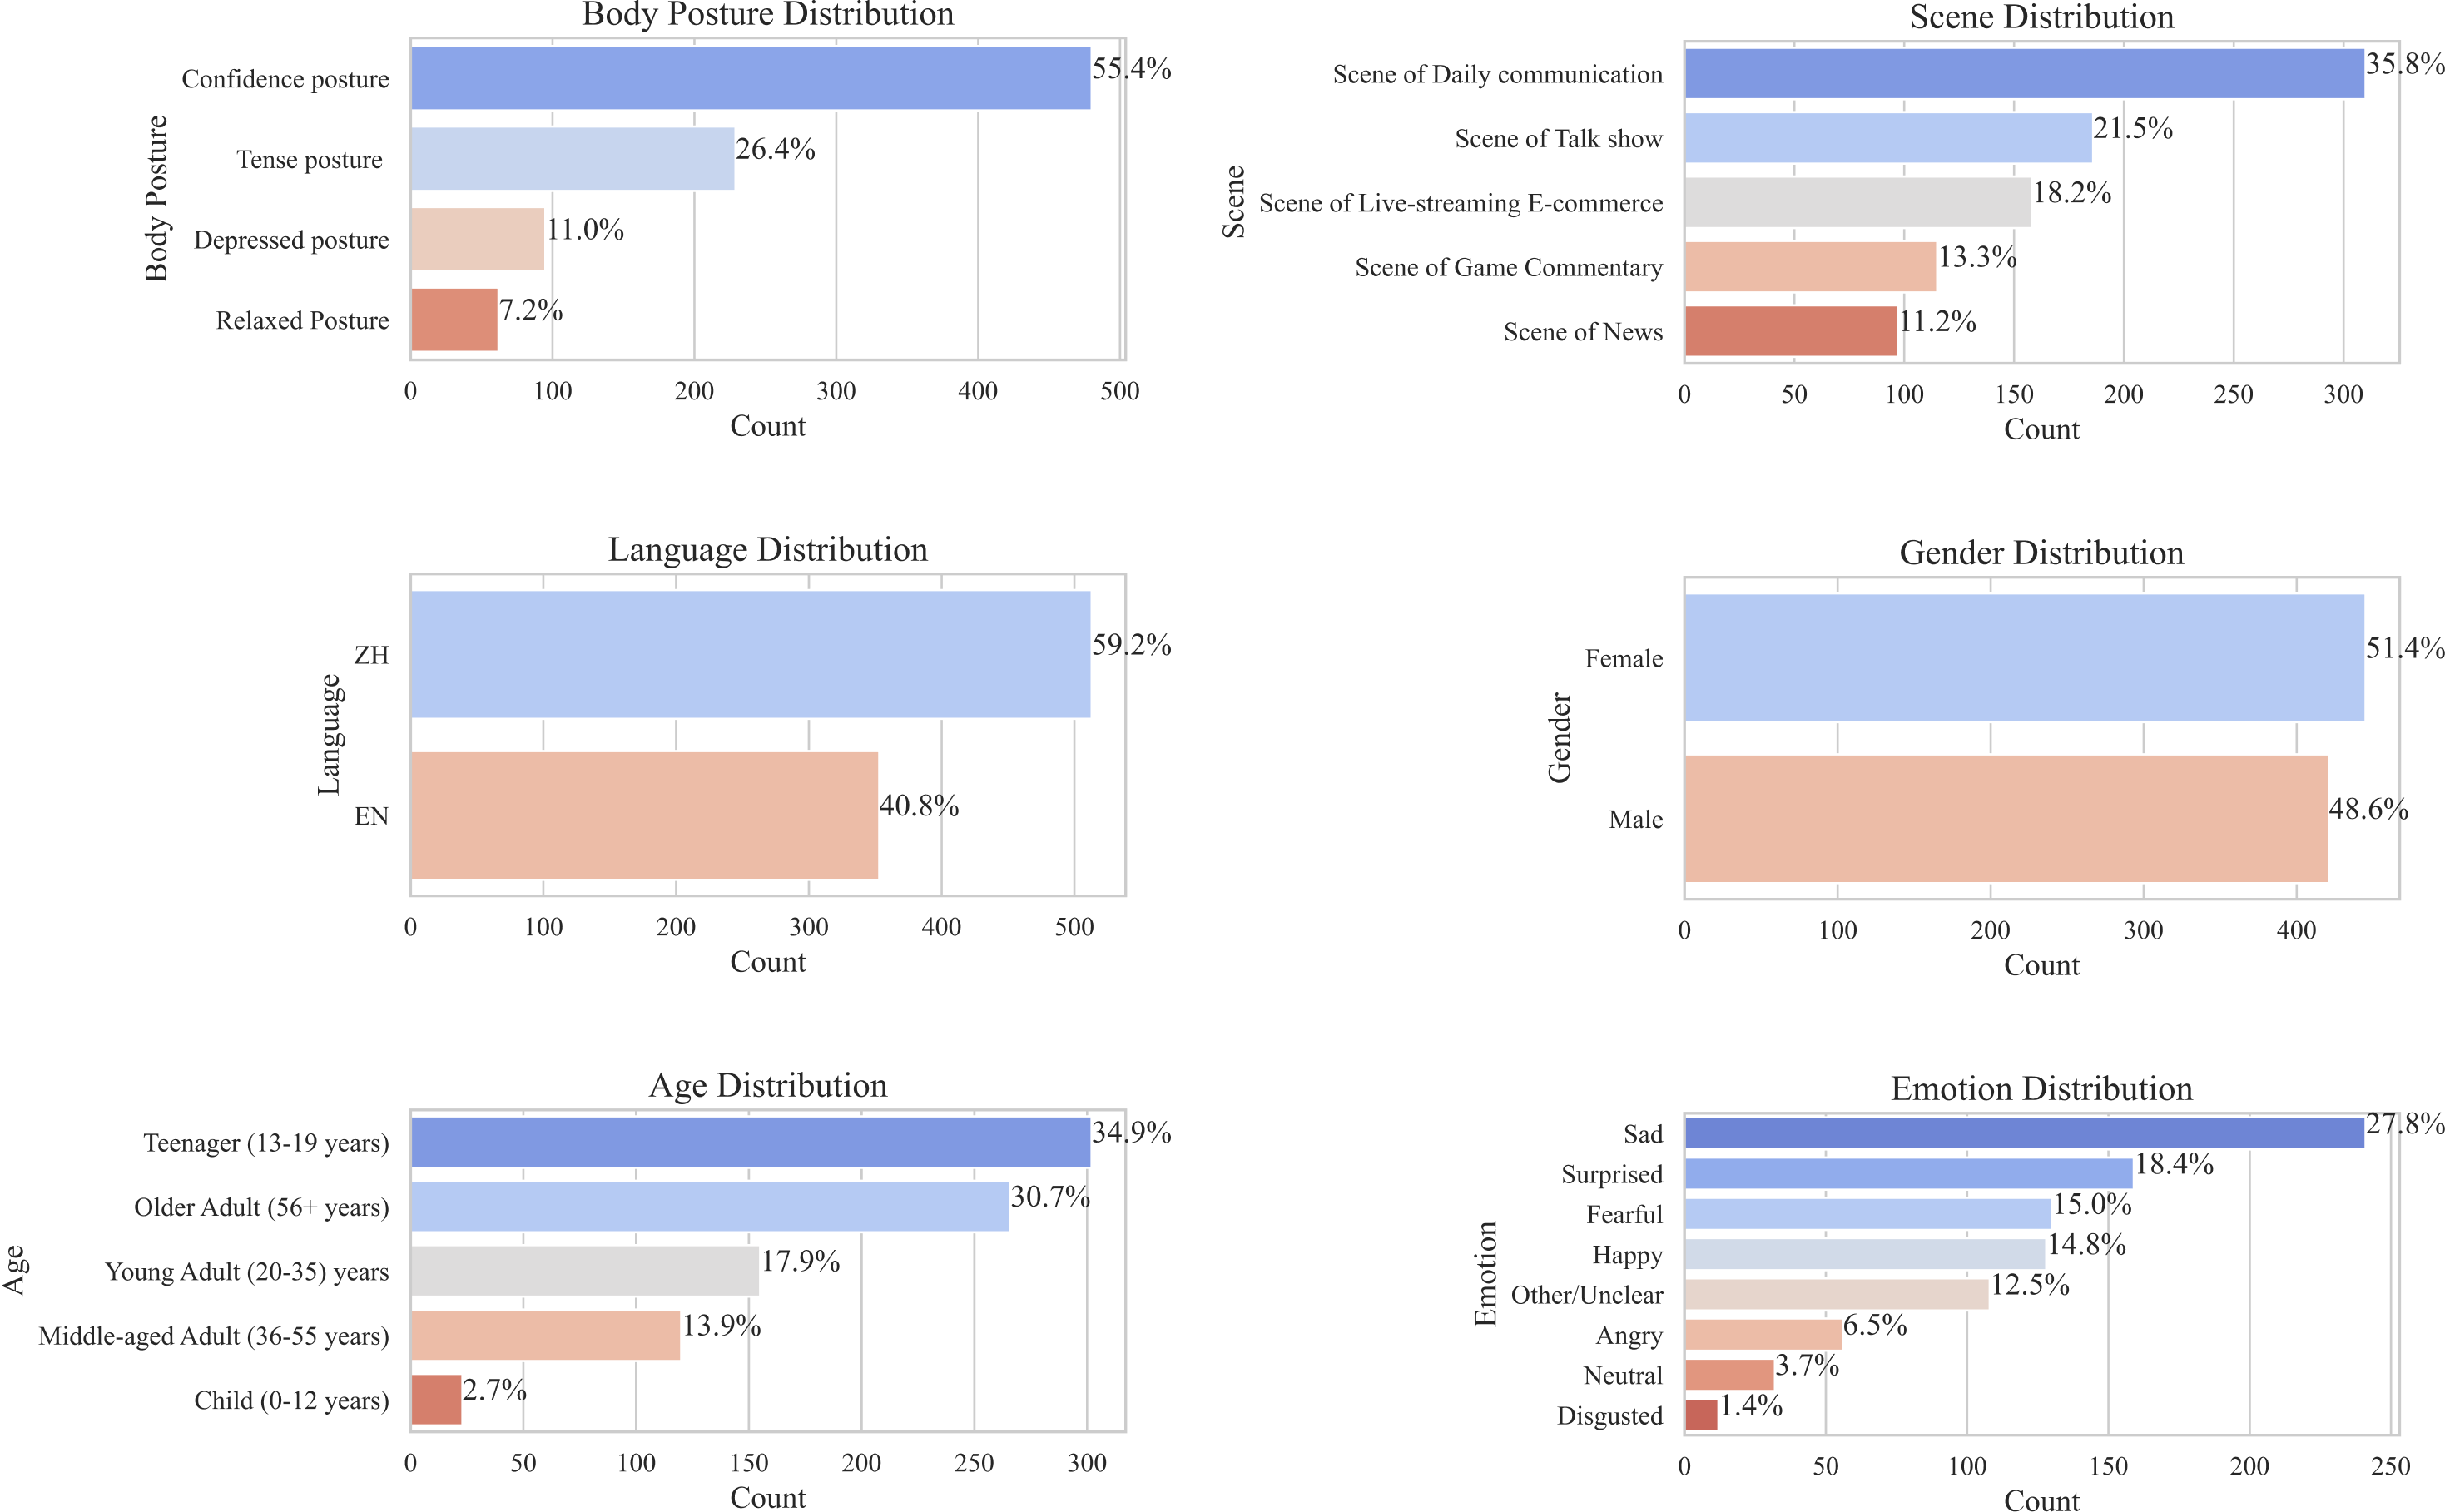 Body Posture Distribution
Body Posture
Confidence posture 55.4%
Tense posture 26.4%
Depressed posture 11.0%
Relaxed Posture 7.2%
0 100 200 300 400 500
Count
Scene Distribution
Scene
Scene of Daily communication 35.8%
Scene of Talk show 21.5%
Scene of Live-streaming E-commerce 18.2%
Scene of Game Commentary 13.3%
Scene of News 11.2%
0 50 100 150 200 250 300
Count
Language Distribution
Language
ZH 59.2%
EN 40.8%
0 100 200 300 400 500
Count
Gender Distribution
Gender
Female 51.4%
Male 48.6%
0 100 200 300 400
Count
Age Distribution
Age
Teenager (13-19 years) 34.9%
Older Adult (56+ years) 30.7%
Young Adult (20-35) years 17.9%
Middle-aged Adult (36-55 years) 13.9%
Child (0-12 years) 2.7%
0 50 100 150 200 250 300
Count
Emotion Distribution
Emotion
Sad 27.8%
Surprised 18.4%
Fearful 15.0%
Happy 14.8%
Other/Unclear 12.5%
Angry 6.5%
Neutral 3.7%
Disgusted 1.4%
0 50 100 150 200 250
Count